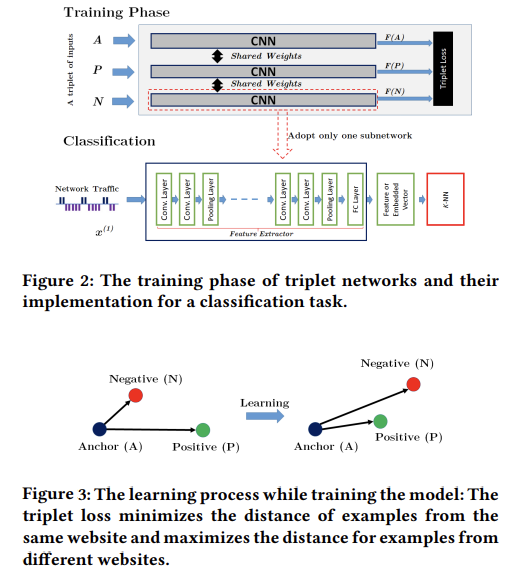 Training Phase
A triplet of inputs
A
CNN
F(A)
Shared Weights
P
CNN
F(P)
Shared Weights
N
CNN
F(N)
Triplet Loss
Adopt only one subnetwork
Classification
Network Traffic
x(1)
Conv. Layer
Conv. Layer
Pooling Layer
Conv. Layer
Conv. Layer
Pooling Layer
FC Layer
Feature Extractor
Feature or
Embedded
Vector
K-NN
Figure 2: The training phase of triplet networks and their
implementation for a classification task.
Negative (N)
Anchor (A)
Positive (P)
Learning
Negative (N)
Anchor (A)
Positive (P)
Figure 3: The learning process while training the model: The
triplet loss minimizes the distance of examples from the
same website and maximizes the distance for examples from
different websites.